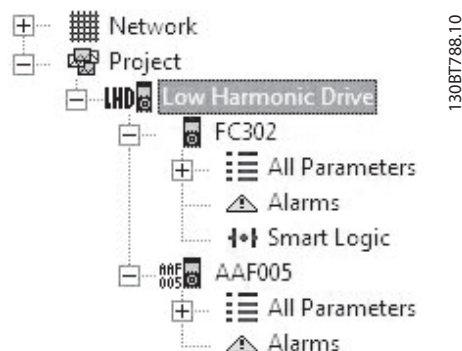 Network
Project
LHD Low Harmonic Drive
FC302
All Parameters
Alarms
Smart Logic
AAF 005 AAF005
All Parameters
Alarms
130BT788.10